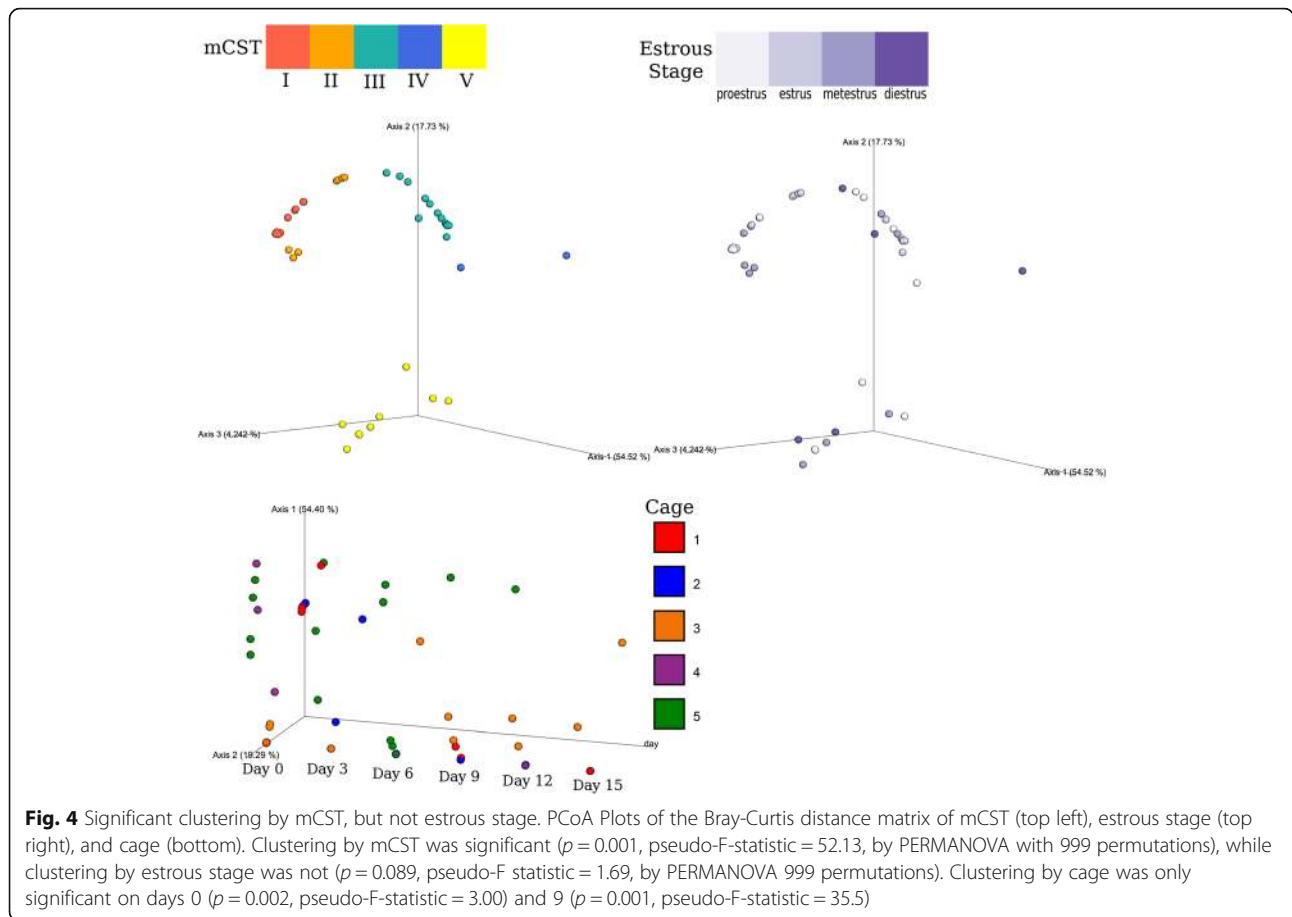 mCST
I II III IV V
Estrous
Stage
proestrus estrus metestrus diestrus
Axis 2 (17.73 %)
Axis 3 (4.242 %)
Axis 1 (54.52 %)
Axis 2 (17.73 %)
Axis 3 (4.242 %)
Axis 1 (54.52 %)
Axis 1 (54.40 %)
Axis 2 (18.29 %)
day
Day 0 Day 3 Day 6 Day 9 Day 12 Day 15
Cage
1
2
3
4
5
Fig. 4 Significant clustering by mCST, but not estrous stage. PCoA Plots of the Bray-Curtis distance matrix of mCST (top left), estrous stage (top
right), and cage (bottom). Clustering by mCST was significant (p = 0.001, pseudo-F-statistic = 52.13, by PERMANOVA with 999 permutations), while
clustering by estrous stage was not (p = 0.089, pseudo-F statistic = 1.69, by PERMANOVA 999 permutations). Clustering by cage was only
significant on days 0 (p = 0.002, pseudo-F-statistic = 3.00) and 9 (p = 0.001, pseudo-F-statistic = 35.5)